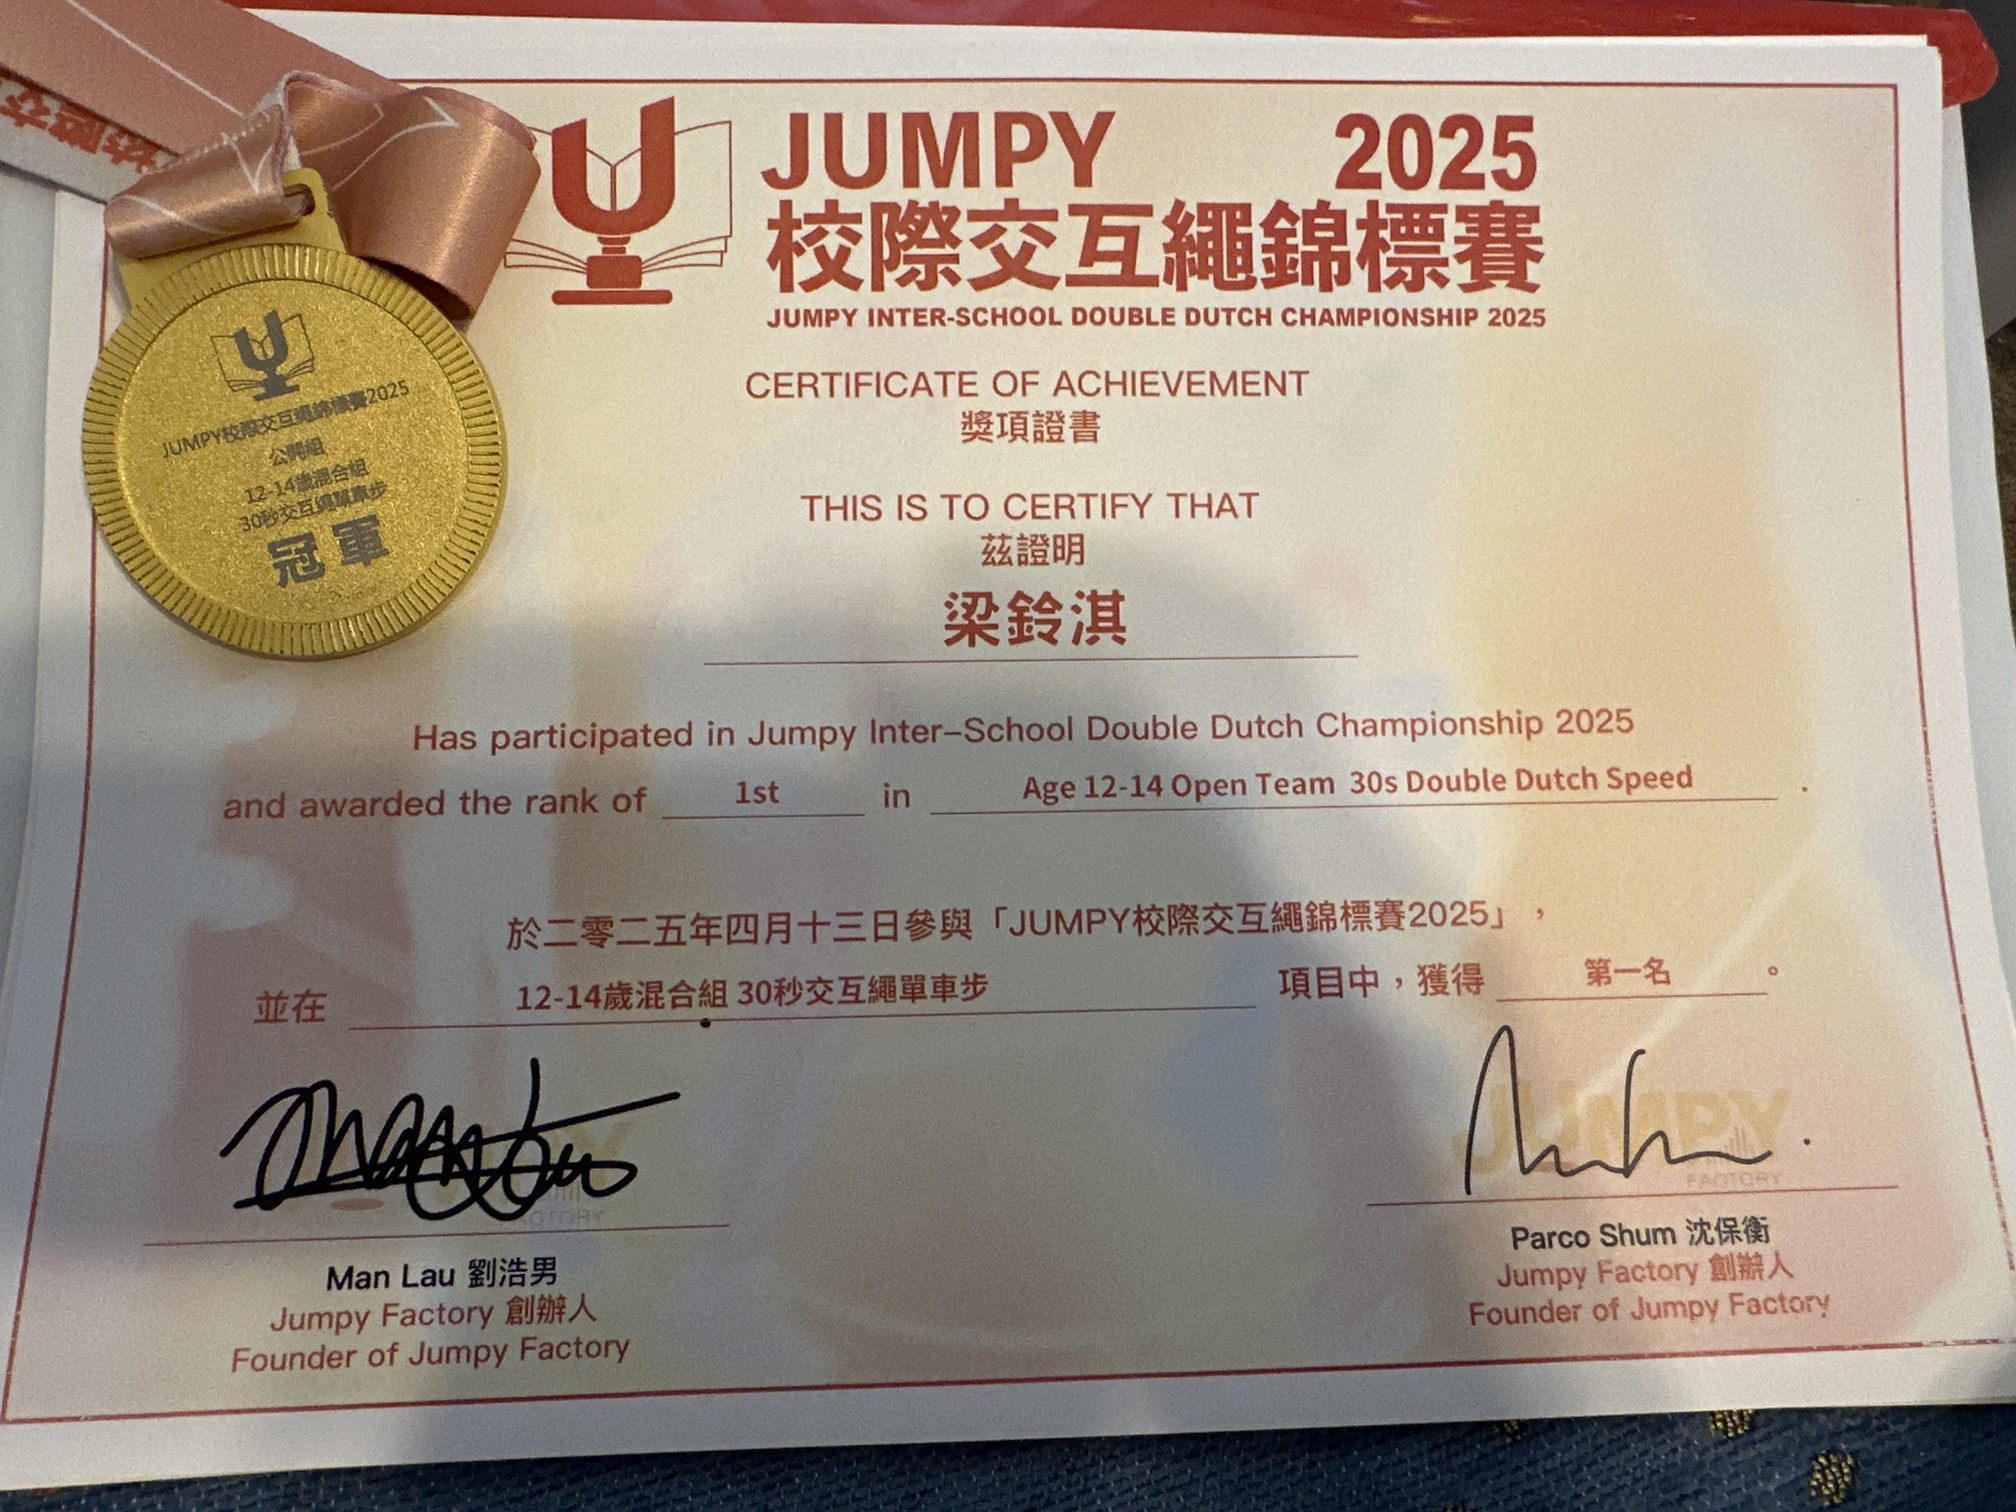 JUMPY 2025
校際交互繩錦標賽
JUMPY INTER-SCHOOL DOUBLE DUTCH CHAMPIONSHIP 2025
CERTIFICATE OF ACHIEVEMENT
獎項證書
THIS IS TO CERTIFY THAT
茲證明
梁鈴淇
Has participated in Jumpy Inter-School Double Dutch Championship 2025
and awarded the rank of 1st in Age 12-14 Open Team 30s Double Dutch Speed .
於二零二五年四月十三日參與「JUMPY校際交互繩錦標賽2025」，
並在 12-14歲混合組 30秒交互繩單車步 項目中，獲得 第一名 。
Man Lau 劉浩男
Jumpy Factory 創辦人
Founder of Jumpy Factory
JUMPY
FACTORY
Parco Shum 沈保衡
Jumpy Factory 創辦人
Founder of Jumpy Factory
JUMPY校際交互繩錦標賽2025
公開組
12-14歲混合組
30秒交互繩單車步
冠軍